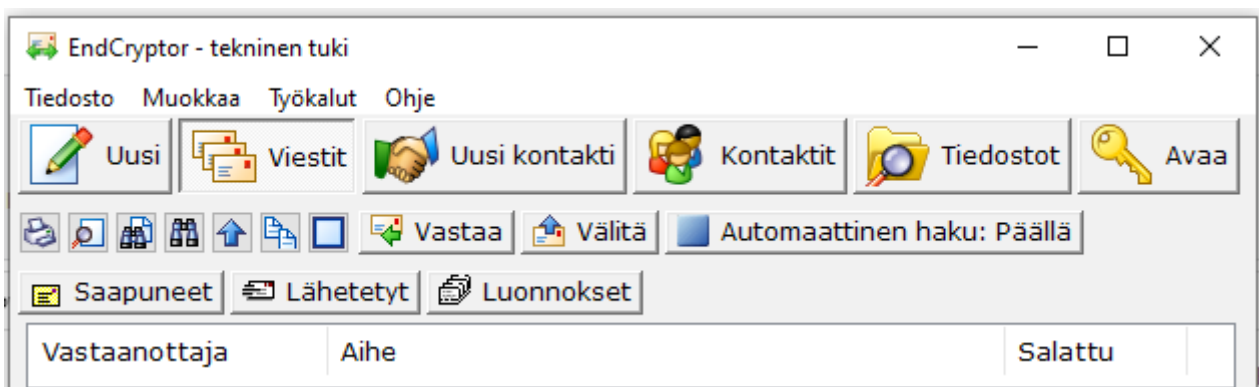 EndCryptor - tekninen tuki
Tiedosto Muokkaa Työkalut Ohje
Uusi Viestit Uusi kontakti Kontaktit Tiedostot Avaa
Vastaa Välitä Automaattinen haku: Päällä
Saapuneet Lähetetyt Luonnokset
Vastaanottaja Aihe Salattu